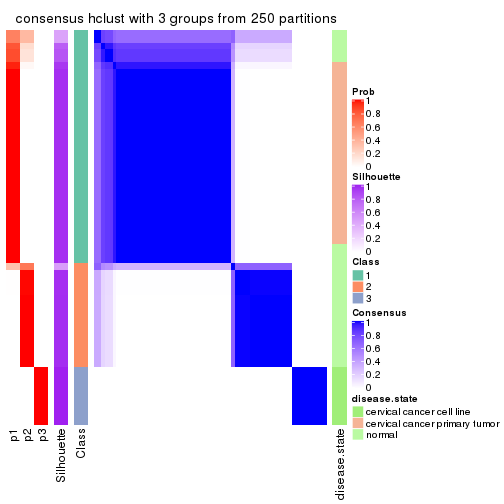 consensus hclust with 3 groups from 250 partitions
Prob
1
0.8
0.6
0.4
0.2
0
Silhouette
1
0.8
0.6
0.4
0.2
0
Class
1
2
3
Consensus
1
0.8
0.6
0.4
0.2
0
disease.state
cervical cancer cell line
cervical cancer primary tumor
normal
p1
p2
p3
Silhouette
Class
disease.state